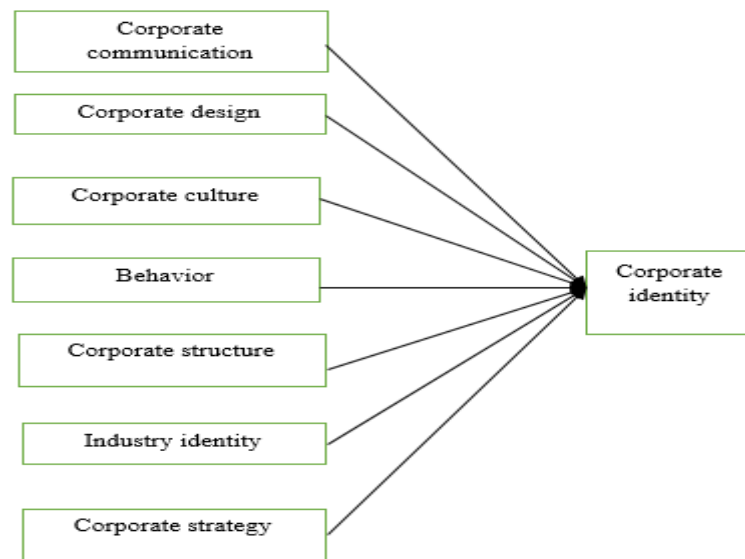 Corporate
communication
Corporate design
Corporate culture
Behavior
Corporate structure
Industry identity
Corporate strategy
Corporate
identity